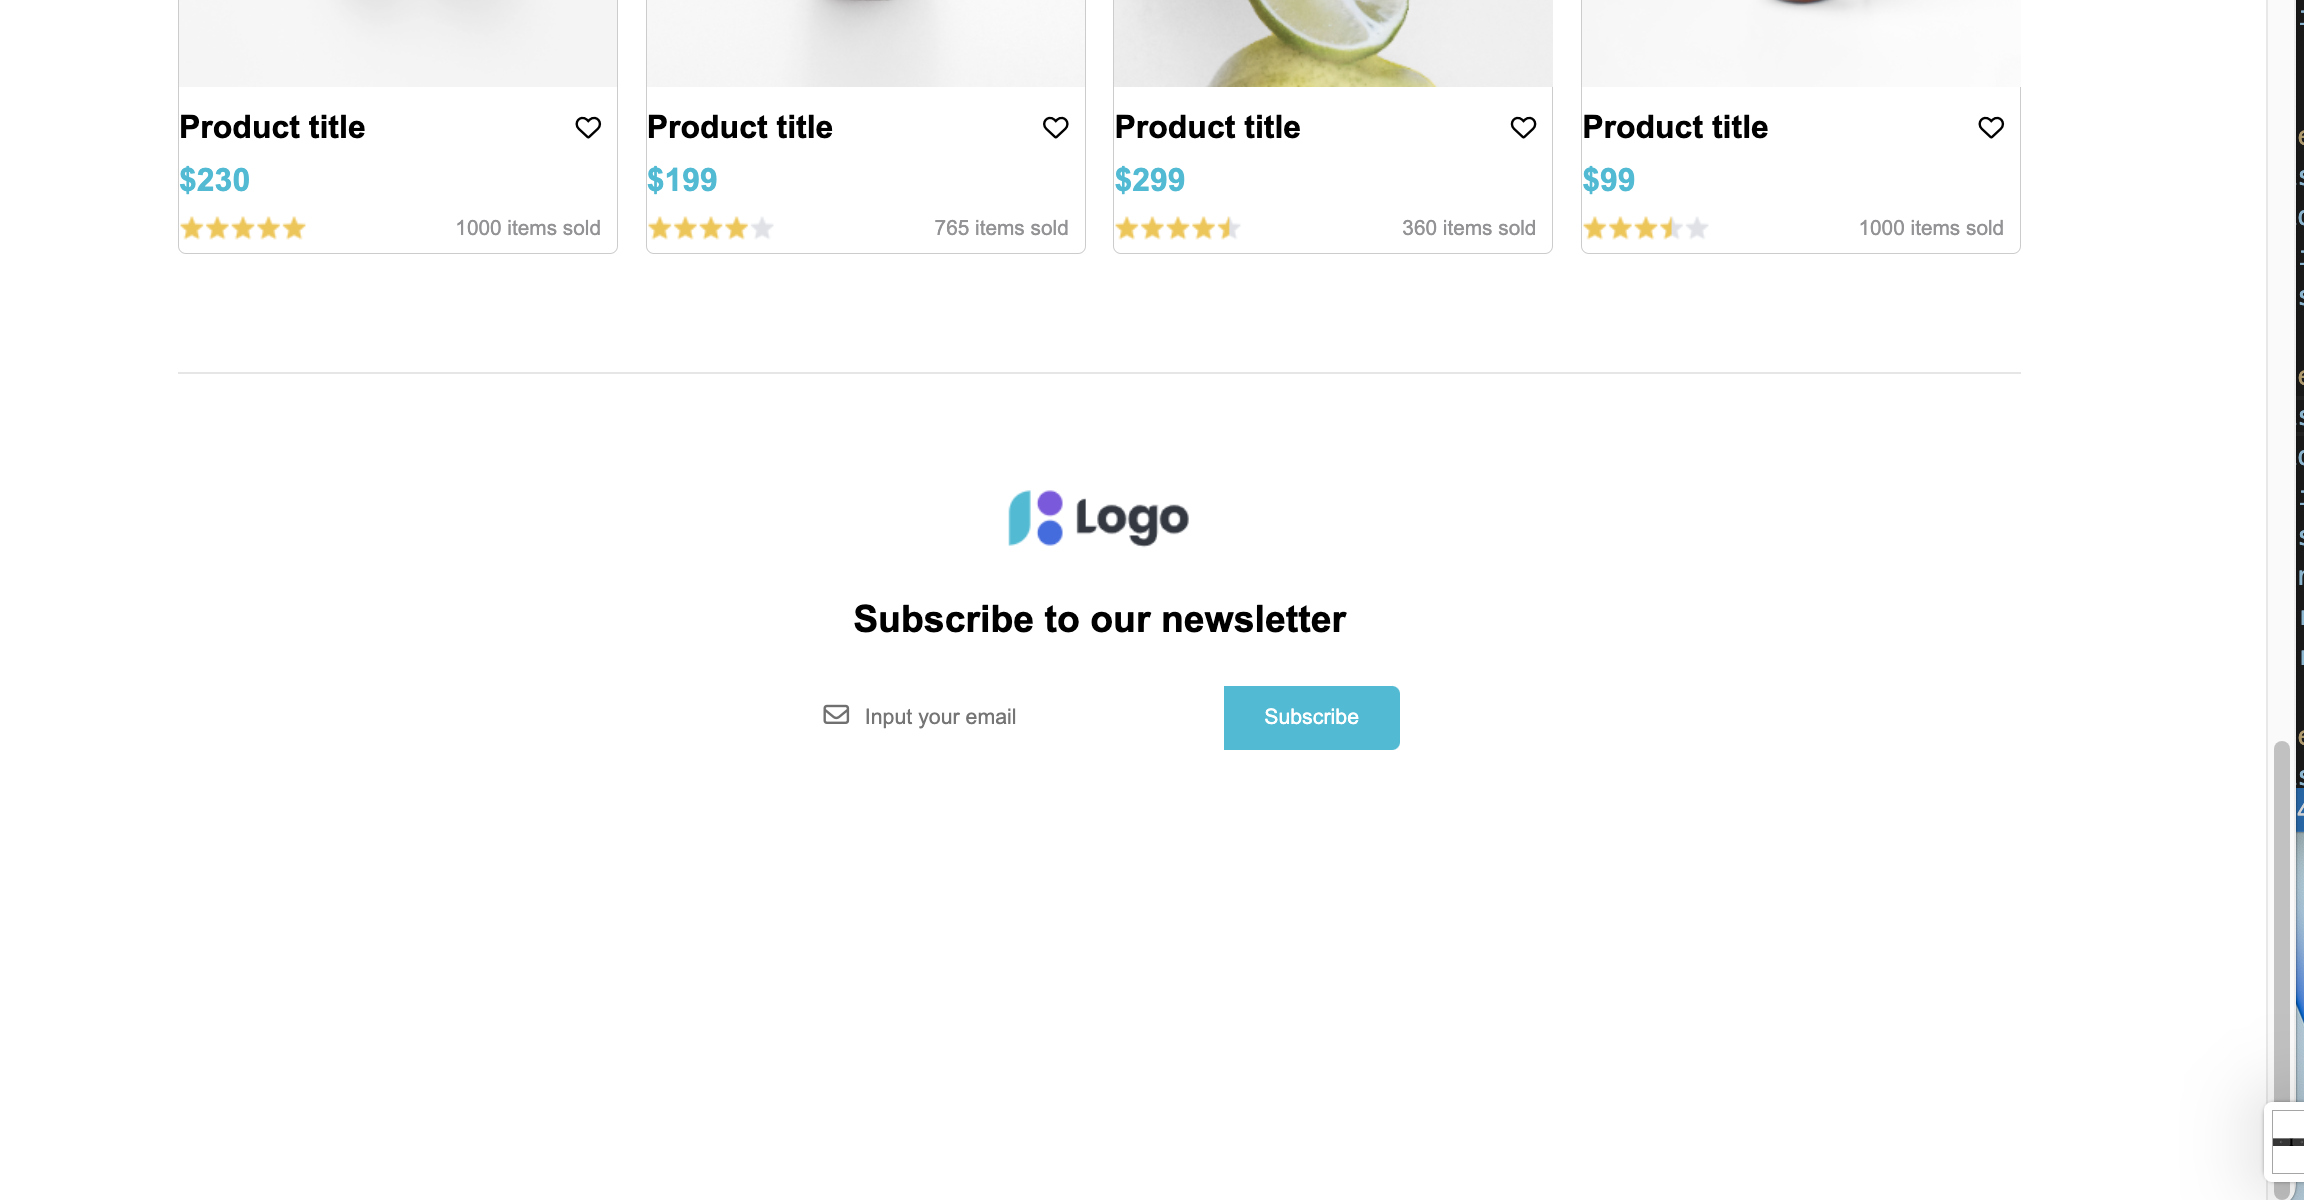 Product title
$230
1000 items sold
Product title
$199
765 items sold
Product title
$299
360 items sold
Product title
$99
1000 items sold
Logo
Subscribe to our newsletter
Input your email
Subscribe